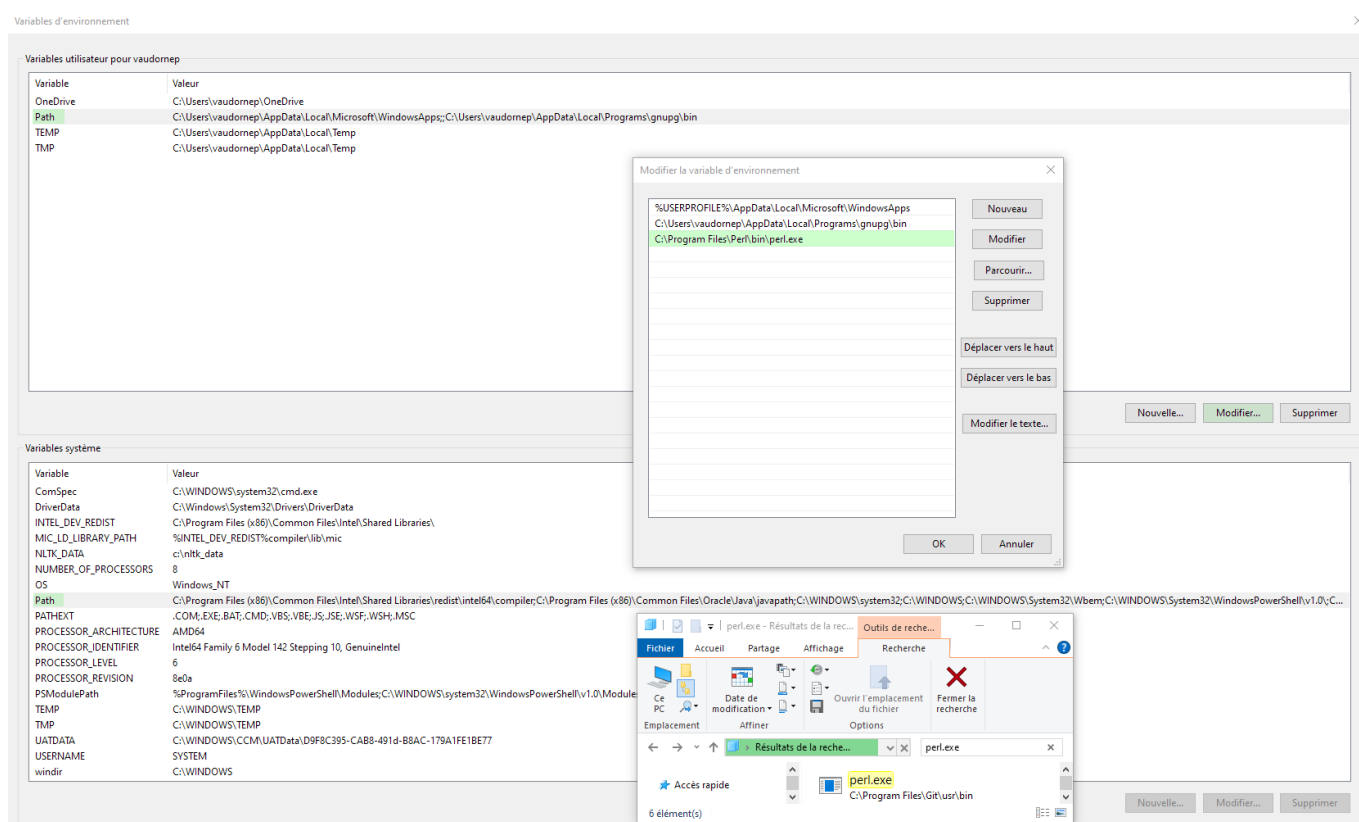 Variables d'environnement
Variables utilisateur pour vaudornep
Variable Valeur
OneDrive C:\Users\vaudornep\OneDrive
Path C:\Users\vaudornep\AppData\Local\Microsoft\WindowsApps;;C:\Users\vaudornep\AppData\Local\Programs\gnupg\bin
TEMP C:\Users\vaudornep\AppData\Local\Temp
TMP C:\Users\vaudornep\AppData\Local\Temp
Modifier la variable d'environnement
%USERPROFILE%\AppData\Local\Microsoft\WindowsApps
C:\Users\vaudornep\AppData\Local\Programs\gnupg\bin
C:\Program Files\Perl\bin\perl.exe
Nouveau
Modifier
Parcourir...
Supprimer
Déplacer vers le haut
Déplacer vers le bas
Modifier le texte...
OK Annuler
Nouvelle... Modifier... Supprimer
Variables système
Variable Valeur
ComSpec C:\WINDOWS\system32\cmd.exe
DriverData C:\Windows\System32\Drivers\DriverData
INTEL_DEV_REDIST C:\Program Files (x86)\Common Files\Intel\Shared Libraries\
MIC_LD_LIBRARY_PATH %INTEL_DEV_REDIST%compiler\lib\mic
NLTK_DATA c:\nltk_data
NUMBER_OF_PROCESSORS 8
OS Windows_NT
Path C:\Program Files (x86)\Common Files\Intel\Shared Libraries\redist\intel64\compiler;C:\Program Files (x86)\Common Files\Oracle\Java\javapath;C:\WINDOWS\system32;C:\WINDOWS;C:\WINDOWS\System32\Wbem;C:\WINDOWS\System32\WindowsPowerShell\v1.0\;C...
PATHEXT .COM;.EXE;.BAT;.CMD;.VBS;.VBE;.JS;.JSE;.WSF;.WSH;.MSC
PROCESSOR_ARCHITECTURE AMD64
PROCESSOR_IDENTIFIER Intel64 Family 6 Model 142 Stepping 10, GenuineIntel
PROCESSOR_LEVEL 6
PROCESSOR_REVISION 8e0a
PSModulePath %ProgramFiles%\WindowsPowerShell\Modules;C:\WINDOWS\system32\WindowsPowerShell\v1.0\Module
TEMP C:\WINDOWS\TEMP
TMP C:\WINDOWS\TEMP
UATDATA C:\WINDOWS\CCM\UATData\D9F8C395-CAB8-491d-B8AC-179A1FE1BE77
USERNAME SYSTEM
windir C:\WINDOWS
perl.exe - Résultats de la rec... Outils de reche...
Fichier Accueil Partage Affichage Recherche
Ce PC
Date de modification
Ouvrir l'emplacement du fichier
Fermer la recherche
Emplacement Affiner Options
Résultats de la reche... perl.exe
Accès rapide
perl.exe
C:\Program Files\Git\usr\bin
6 élément(s)
Nouvelle... Modifier... Supprimer